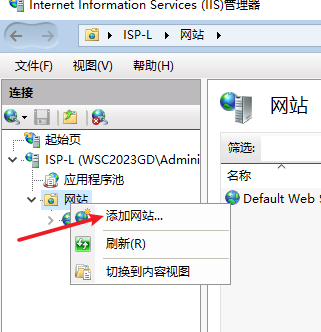 Internet Information Services (IIS)管理器
ISP-L ▸ 网站 ▸
文件(F) 视图(V) 帮助(H)
连接
起始页
ISP-L (WSC2023GD\Admini
应用程序池
网站
添加网站...
刷新(R)
切换到内容视图
网站
筛选:
名称
Default Web S